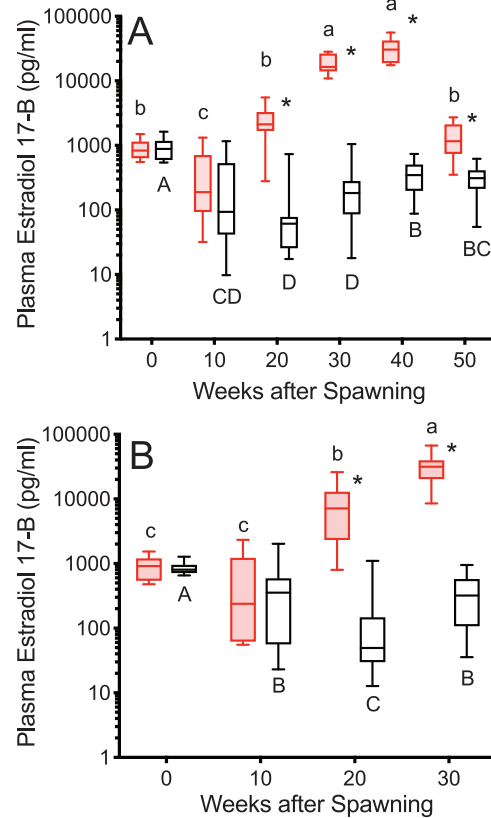 A
Plasma Estradiol 17-B (pg/ml)
100000
10000
1000
100
10
1
b
A
c
CD
b
*
D
a
*
D
a
*
B
b
*
BC
0 10 20 30 40 50
Weeks after Spawning
B
Plasma Estradiol 17-B (pg/ml)
100000
10000
1000
100
10
1
c
A
c
B
b
*
C
a
*
B
0 10 20 30
Weeks after Spawning